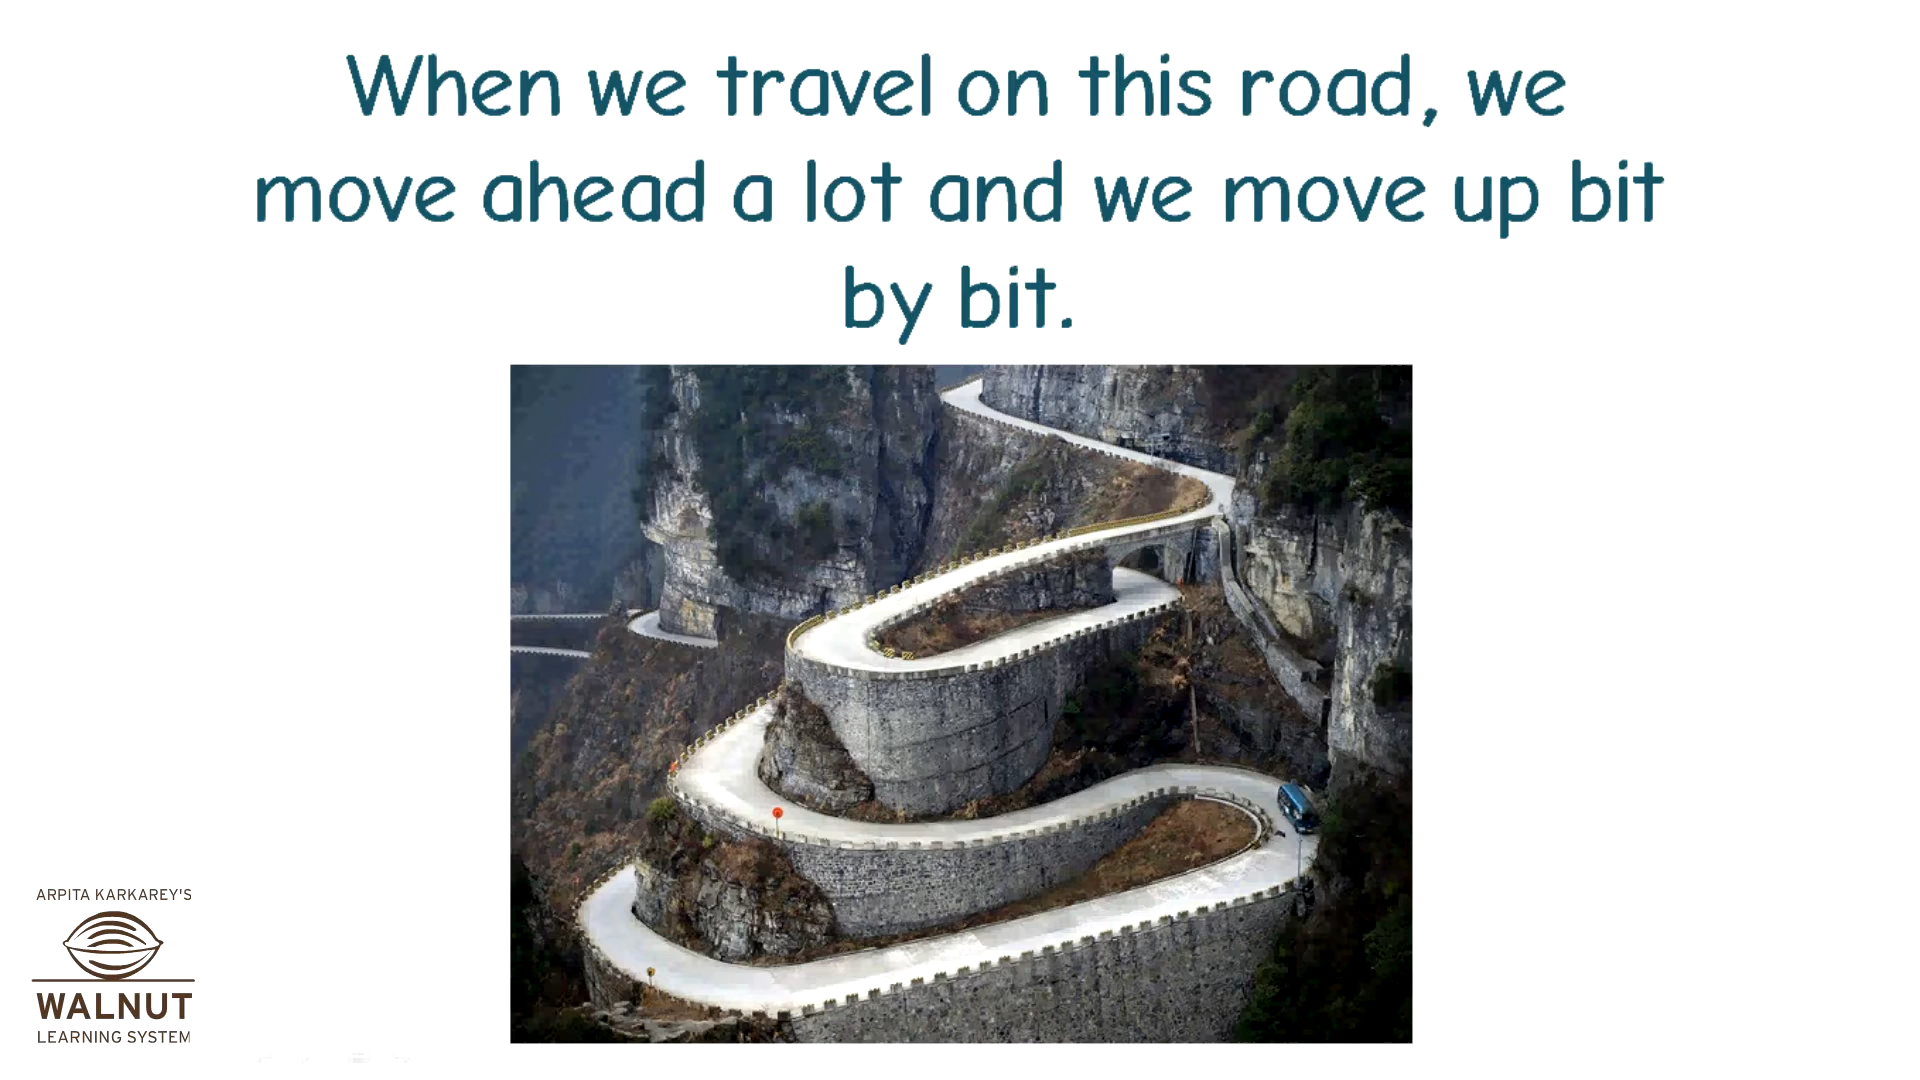 When we travel on this road, we
move ahead a lot and we move up bit
by bit.
ARPITA KARKAREY'S
WALNUT
LEARNING SYSTEM